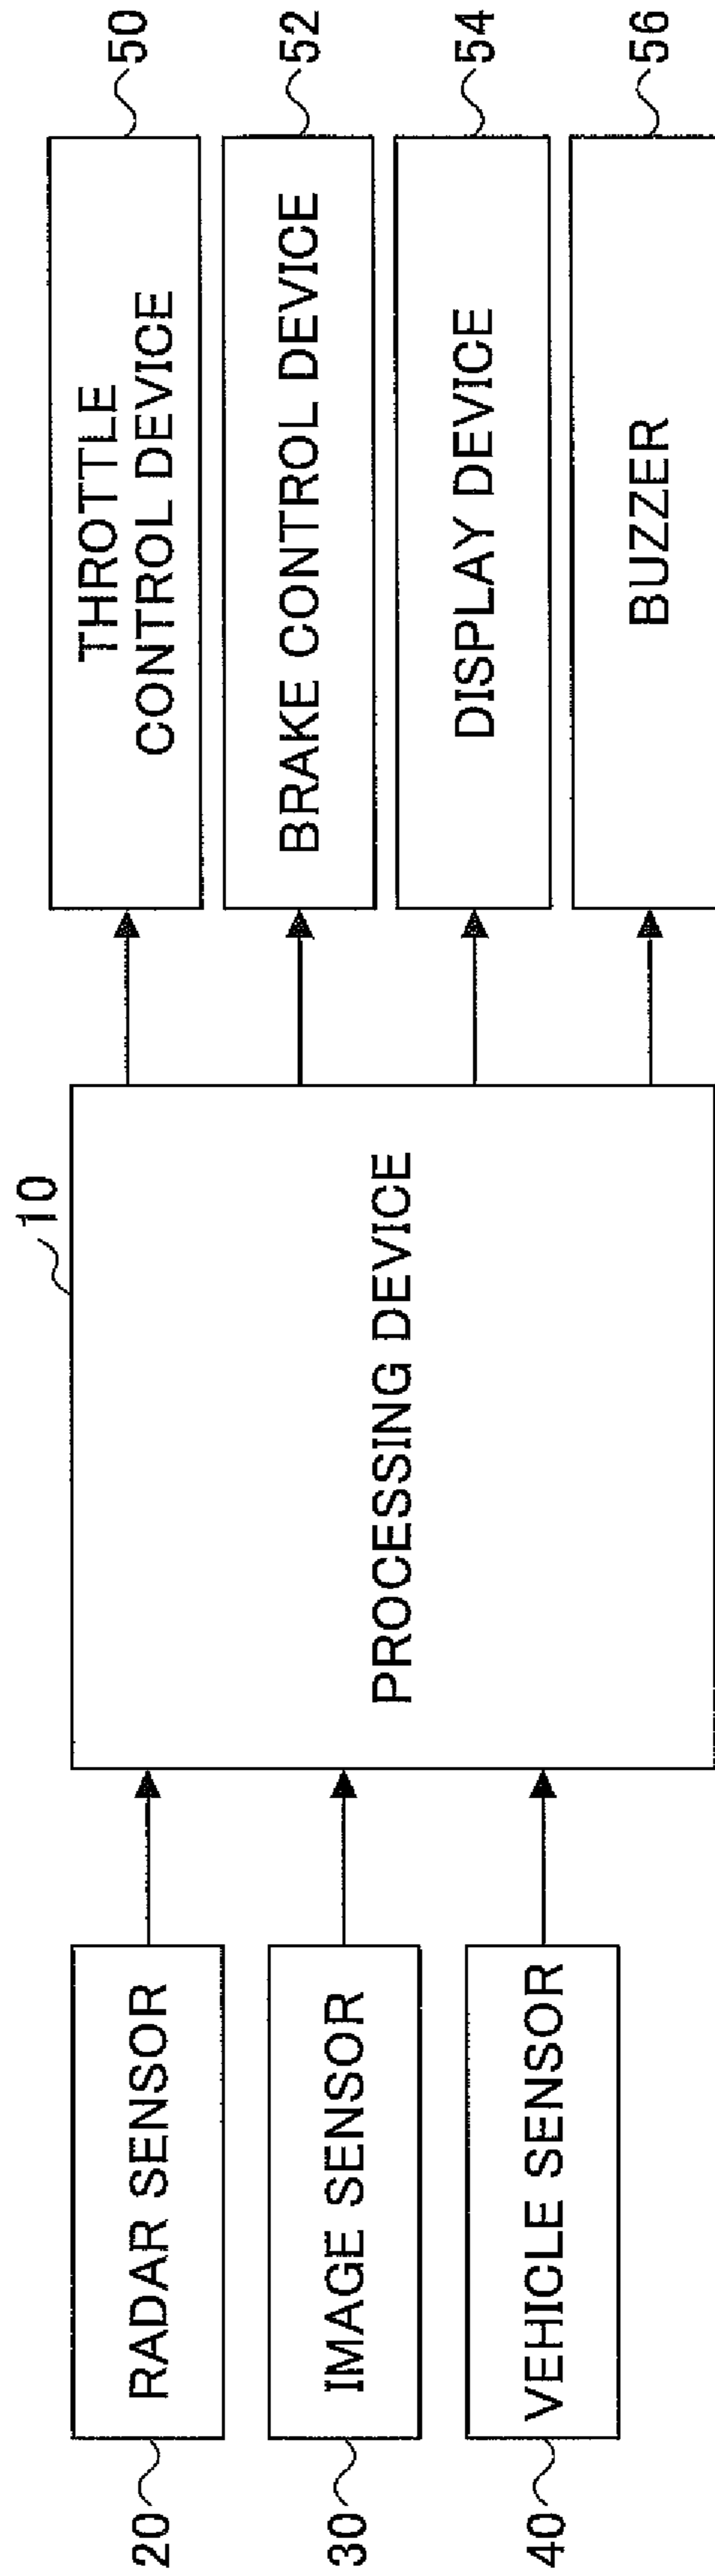 10
20
RADAR SENSOR
30
IMAGE SENSOR
40
VEHICLE SENSOR
PROCESSING DEVICE
THROTTLE
CONTROL DEVICE
50
BRAKE CONTROL DEVICE
52
DISPLAY DEVICE
54
BUZZER
56